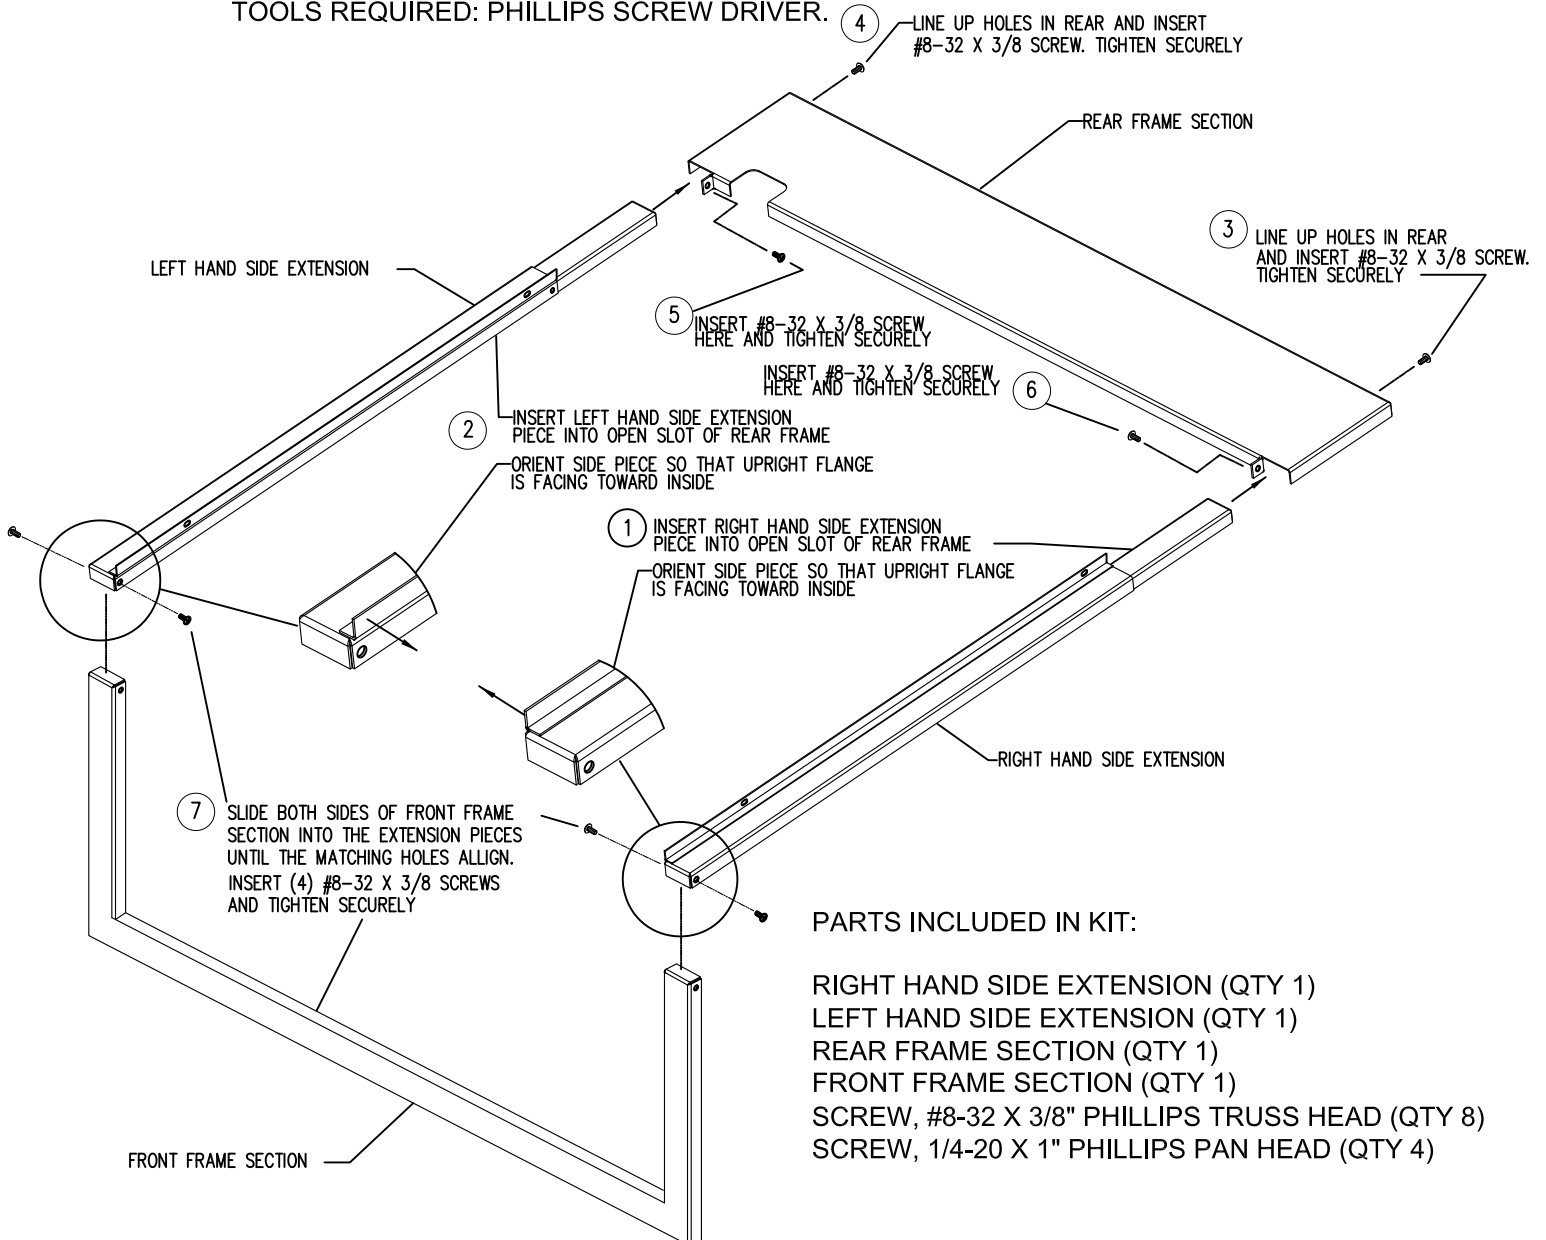 TOOLS REQUIRED: PHILLIPS SCREW DRIVER.
4
LINE UP HOLES IN REAR AND INSERT
#8-32 X 3/8 SCREW. TIGHTEN SECURELY
REAR FRAME SECTION
3
LINE UP HOLES IN REAR
AND INSERT #8-32 X 3/8 SCREW.
TIGHTEN SECURELY
LEFT HAND SIDE EXTENSION
5
INSERT #8-32 X 3/8 SCREW
HERE AND TIGHTEN SECURELY
INSERT #8-32 X 3/8 SCREW
HERE AND TIGHTEN SECURELY
6
2
INSERT LEFT HAND SIDE EXTENSION
PIECE INTO OPEN SLOT OF REAR FRAME
ORIENT SIDE PIECE SO THAT UPRIGHT FLANGE
IS FACING TOWARD INSIDE
1
INSERT RIGHT HAND SIDE EXTENSION
PIECE INTO OPEN SLOT OF REAR FRAME
ORIENT SIDE PIECE SO THAT UPRIGHT FLANGE
IS FACING TOWARD INSIDE
RIGHT HAND SIDE EXTENSION
7
SLIDE BOTH SIDES OF FRONT FRAME
SECTION INTO THE EXTENSION PIECES
UNTIL THE MATCHING HOLES ALLIGN.
INSERT (4) #8-32 X 3/8 SCREWS
AND TIGHTEN SECURELY
FRONT FRAME SECTION
PARTS INCLUDED IN KIT:
RIGHT HAND SIDE EXTENSION (QTY 1)
LEFT HAND SIDE EXTENSION (QTY 1)
REAR FRAME SECTION (QTY 1)
FRONT FRAME SECTION (QTY 1)
SCREW, #8-32 X 3/8" PHILLIPS TRUSS HEAD (QTY 8)
SCREW, 1/4-20 X 1" PHILLIPS PAN HEAD (QTY 4)